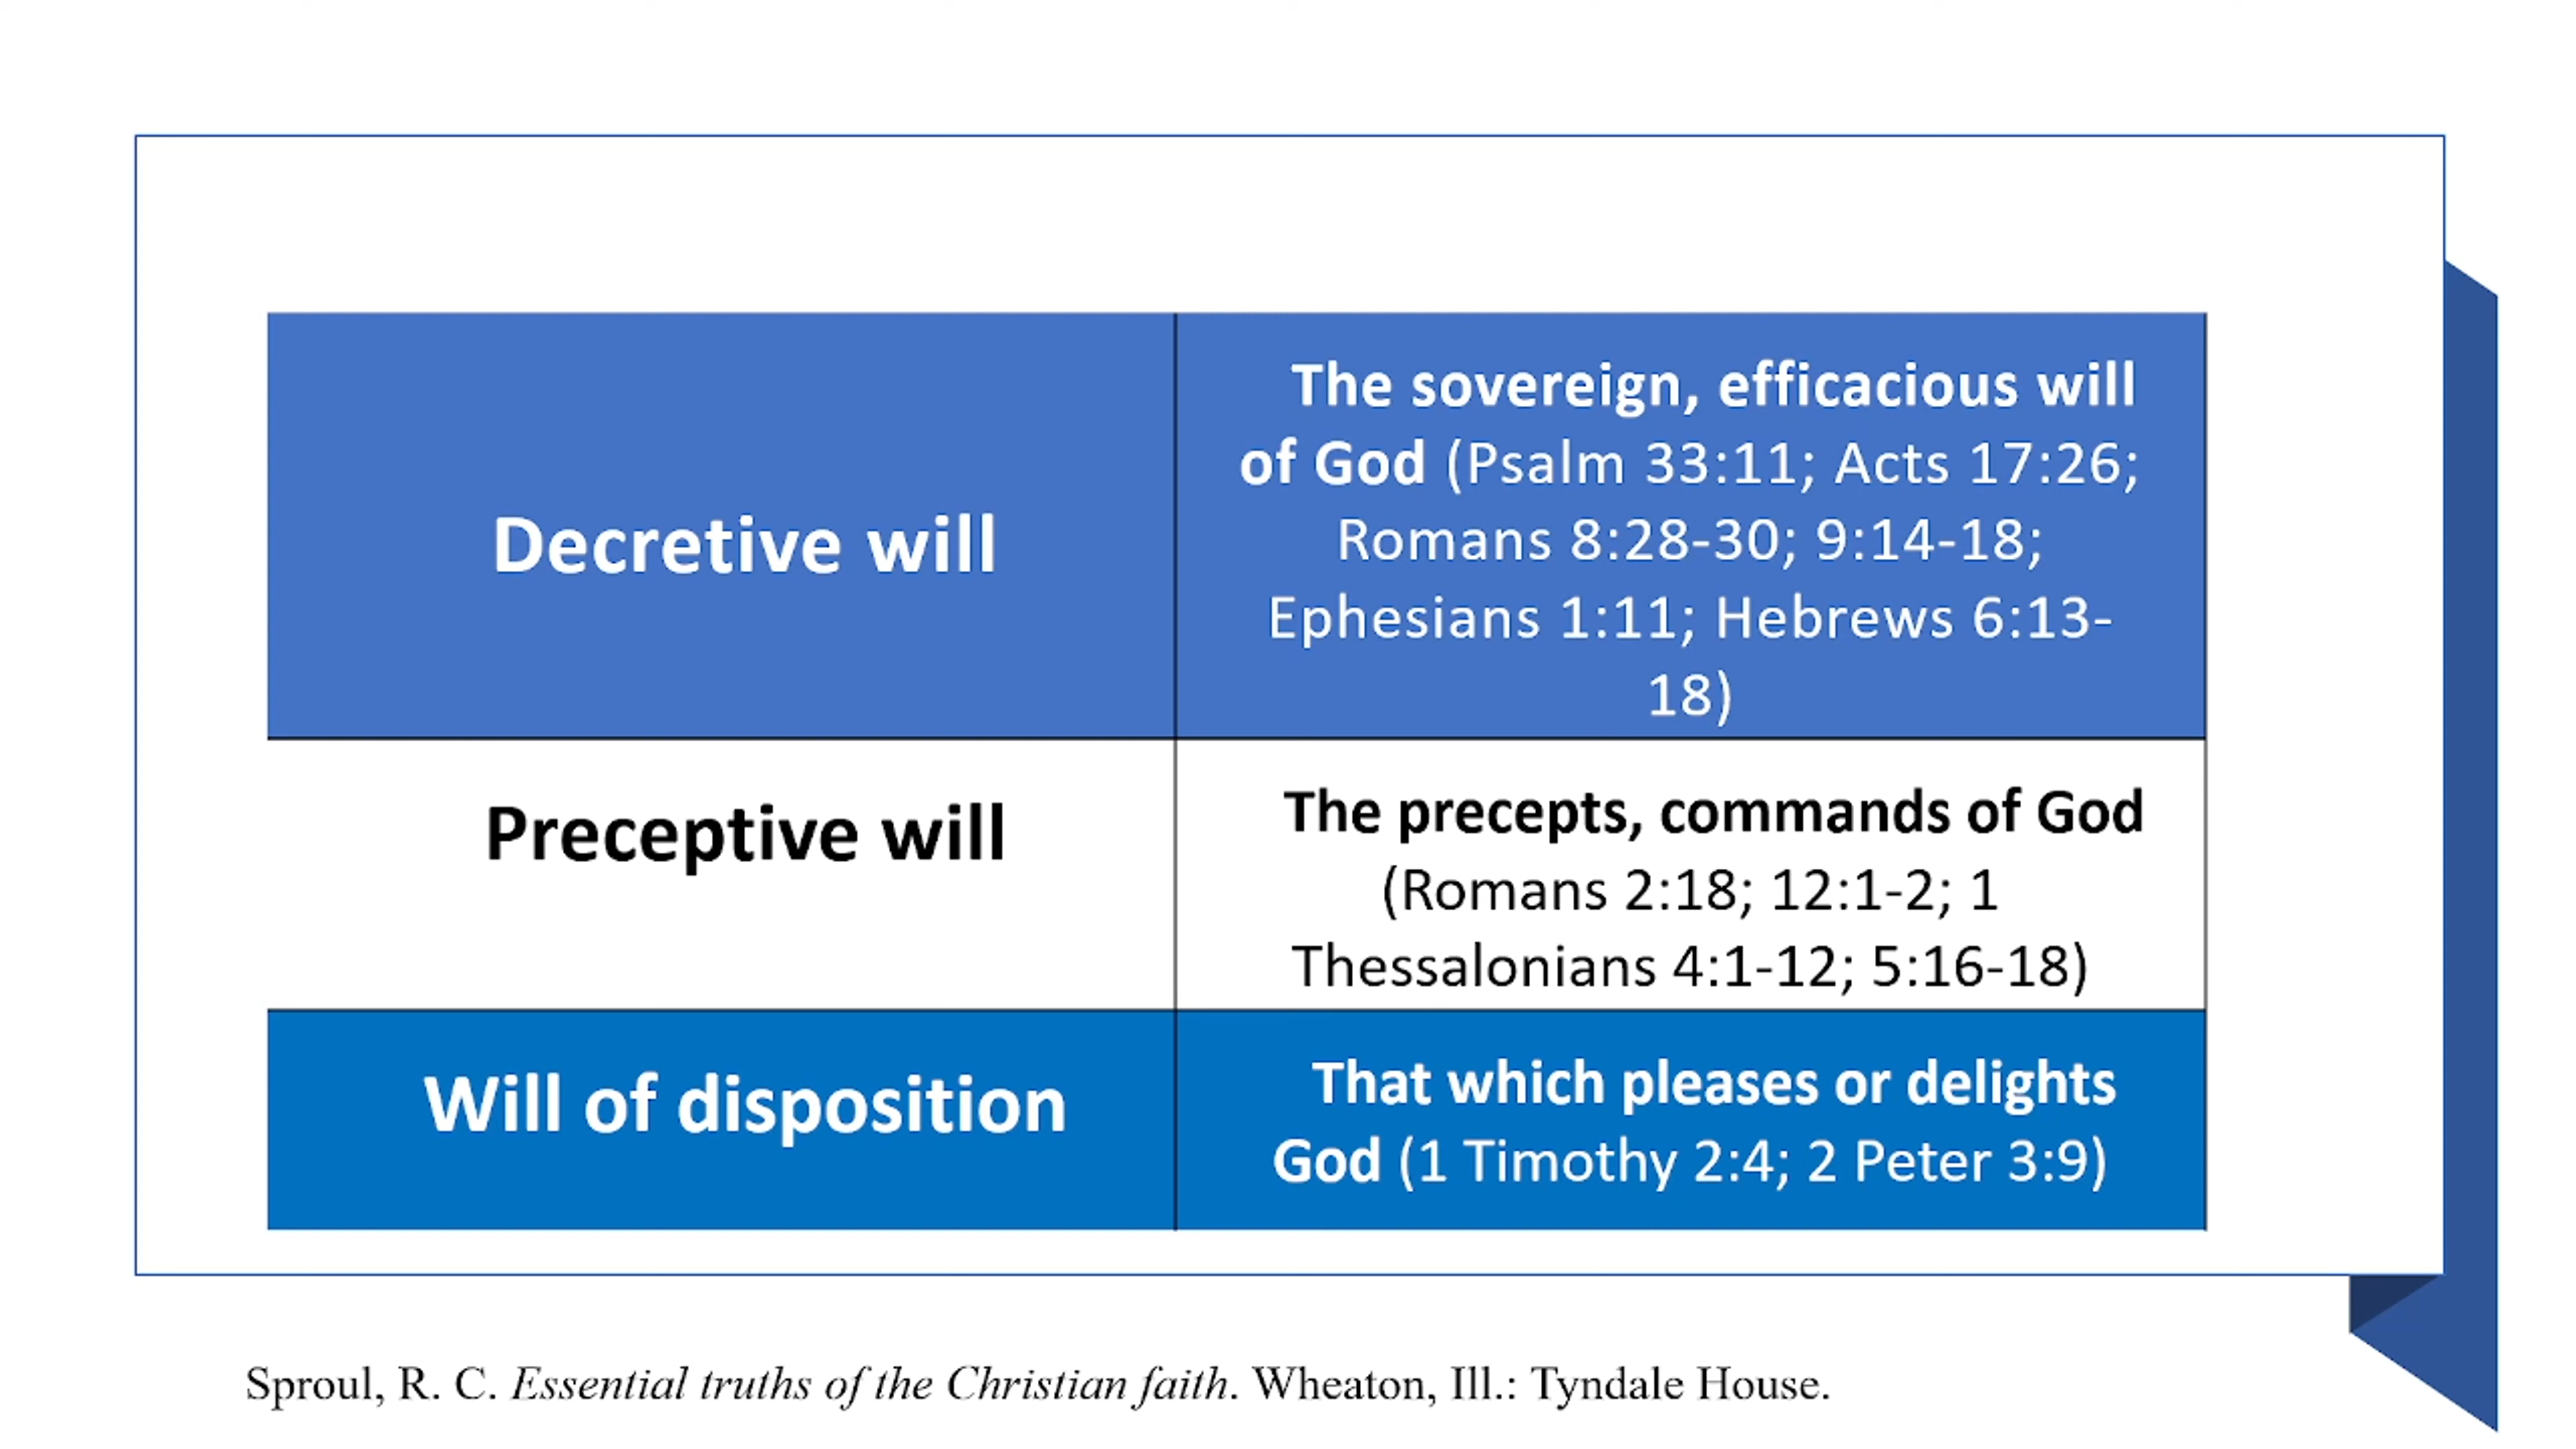 Decretive will
The sovereign, efficacious will
of God (Psalm 33:11; Acts 17:26;
Romans 8:28-30; 9:14-18;
Ephesians 1:11; Hebrews 6:13-
18)
Preceptive will
The precepts, commands of God
(Romans 2:18; 12:1-2; 1
Thessalonians 4:1-12; 5:16-18)
Will of disposition
That which pleases or delights
God (1 Timothy 2:4; 2 Peter 3:9)
Sproul, R. C. Essential truths of the Christian faith. Wheaton, Ill.: Tyndale House.